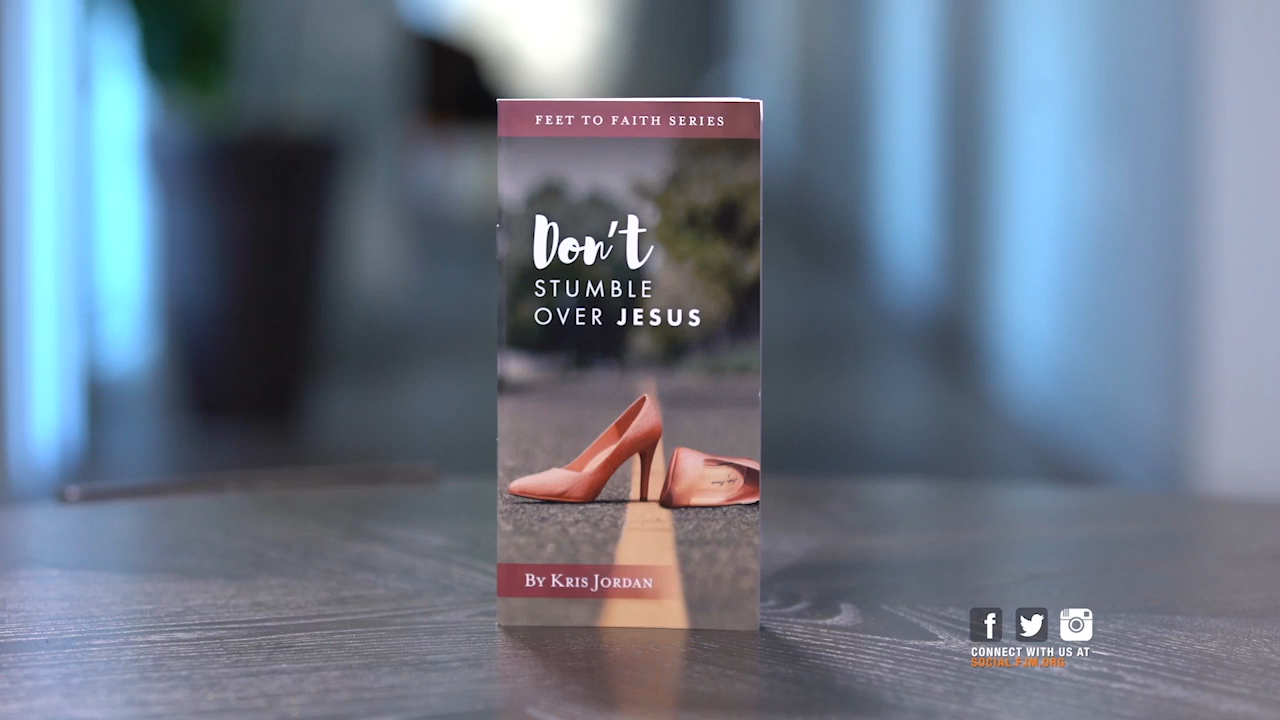 FEET TO FAITH SERIES
Don't
STUMBLE
OVER JESUS
BY KRIS JORDAN
CONNECT WITH US AT
SOCIAL.FJM.ORG